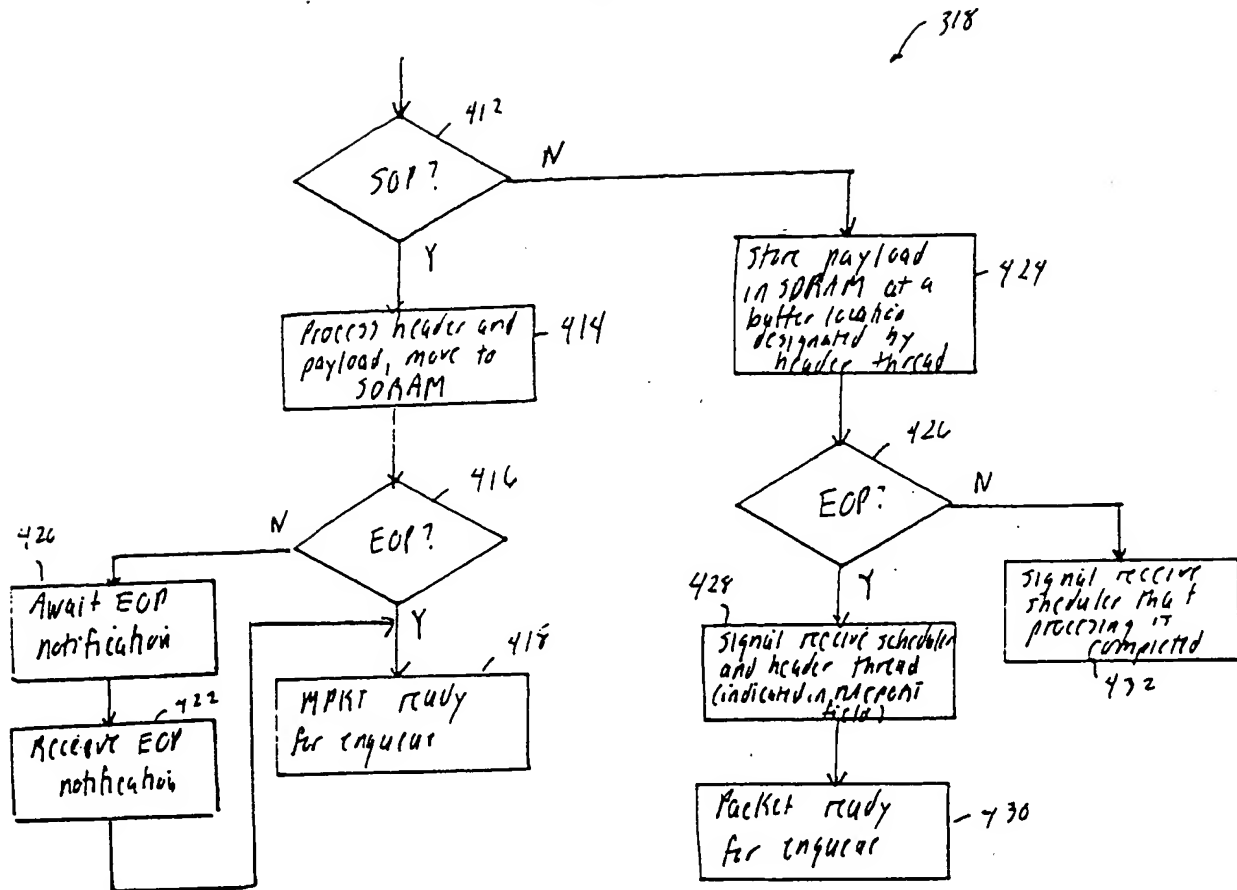 318
412
SOP?
N
Y
Process header and
payload, move to
SDRAM
414
416
EOP?
N
Y
420
Await EOP
notification
422
Receive EOP
notification
418
MPKT ready
for enqueue
Store payload
in SDRAM at a
buffer location
designated by
header thread
424
426
EOP?
N
Y
428
Signal receive scheduler
and header thread
(indicated in
field)
Signal receive
sheduler that
procesing is
completed
432
Packet ready
for enqueue
430